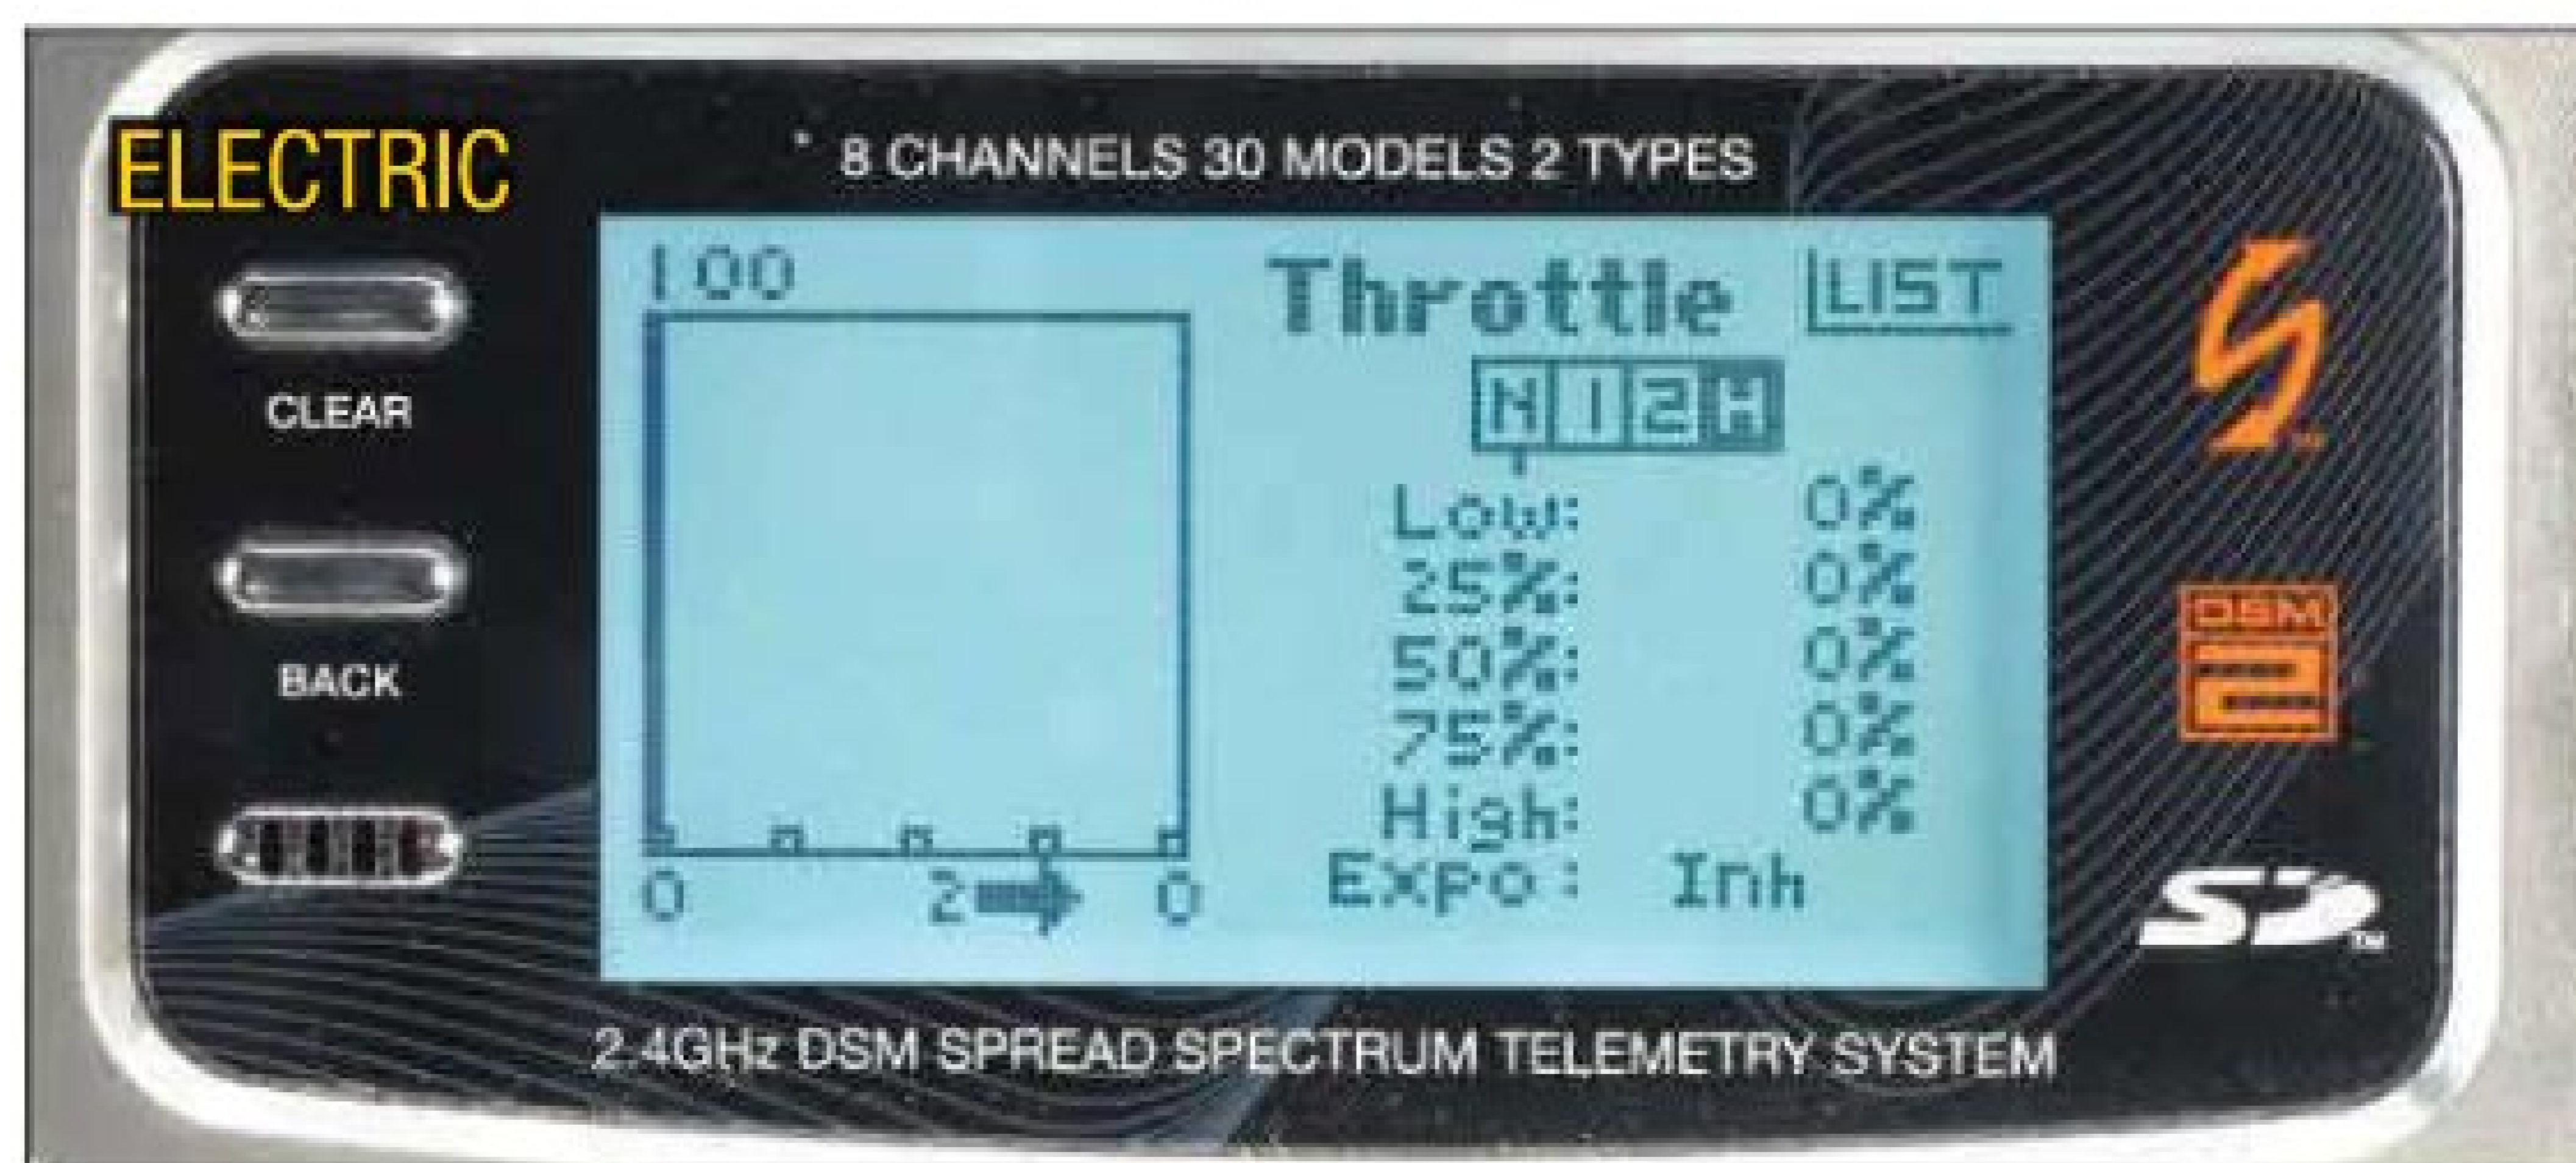 ELECTRIC
8 CHANNELS 30 MODELS 2 TYPES
CLEAR
BACK
100
Throttle LIST
N 1 2 H
Low: 0%
25%: 0%
50%: 0%
75%: 0%
High: 0%
Expo: Inh
0 2 0
DSM
2
SD™
2.4GHz DSM SPREAD SPECTRUM TELEMETRY SYSTEM